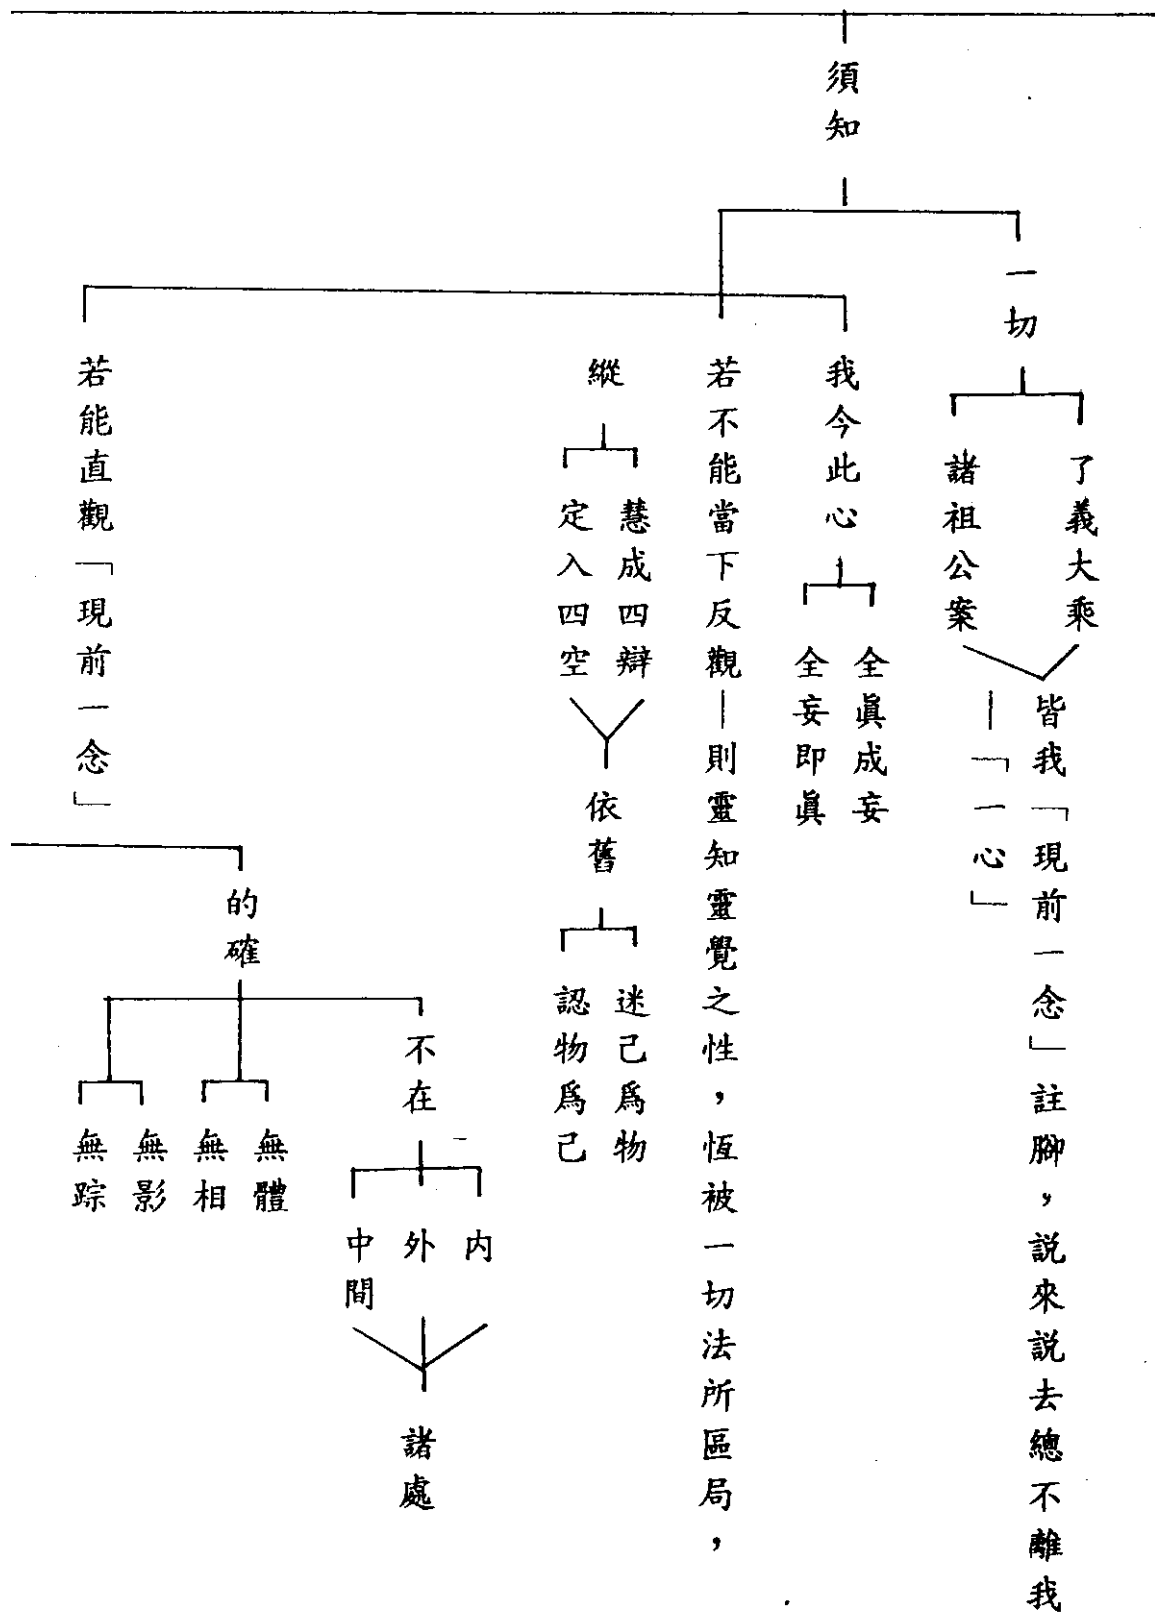 須知
一切
了義大乘
諸祖公案
皆我「現前一念」註腳，説來説去總不離我
—「一心」
我今此心
全眞成妄
全妄即眞
若不能當下反觀—則靈知靈覺之性，恆被一切法所區局，
縱
慧成四辯
定入四空
依舊
迷己爲物
認物爲己
若能直觀「現前一念」
的確
不在
内
外
中間
諸處
無體
無相
無影
無踪